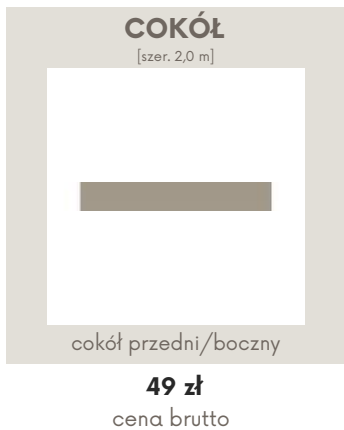 COKÓŁ
[szer. 2,0 m]
cokół przedni/boczny
49 zł
cena brutto